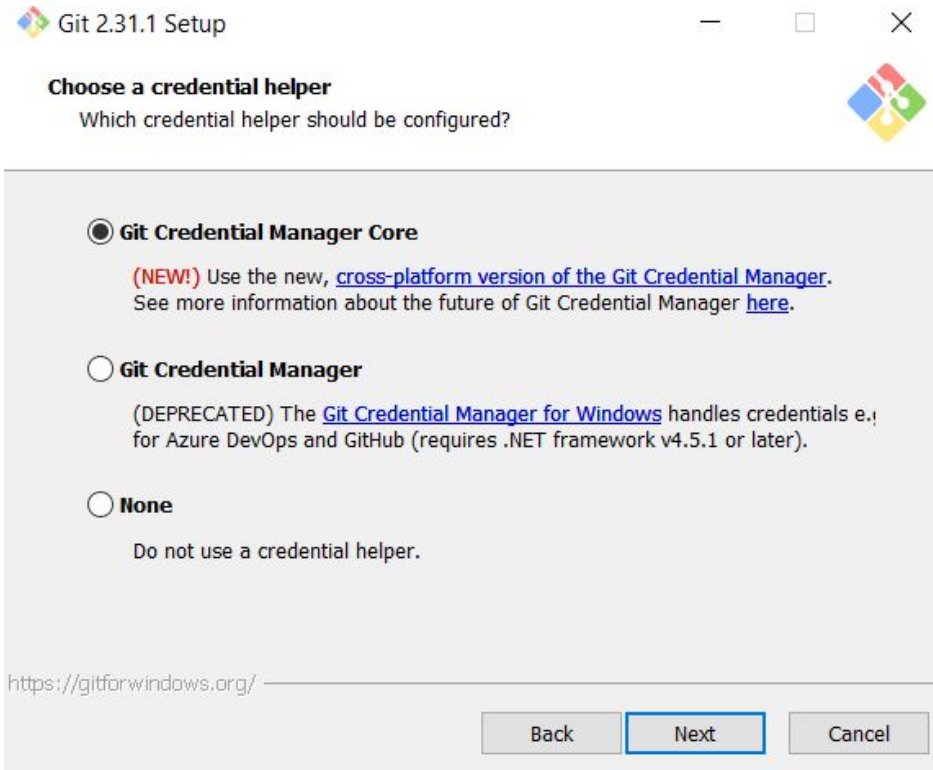 Git 2.31.1 Setup
Choose a credential helper
Which credential helper should be configured?
Git Credential Manager Core
(NEW!) Use the new, cross-platform version of the Git Credential Manager.
See more information about the future of Git Credential Manager here.
Git Credential Manager
(DEPRECATED) The Git Credential Manager for Windows handles credentials e.g
for Azure DevOps and GitHub (requires .NET framework v4.5.1 or later).
None
Do not use a credential helper.
https://gitforwindows.org/
Back Next Cancel